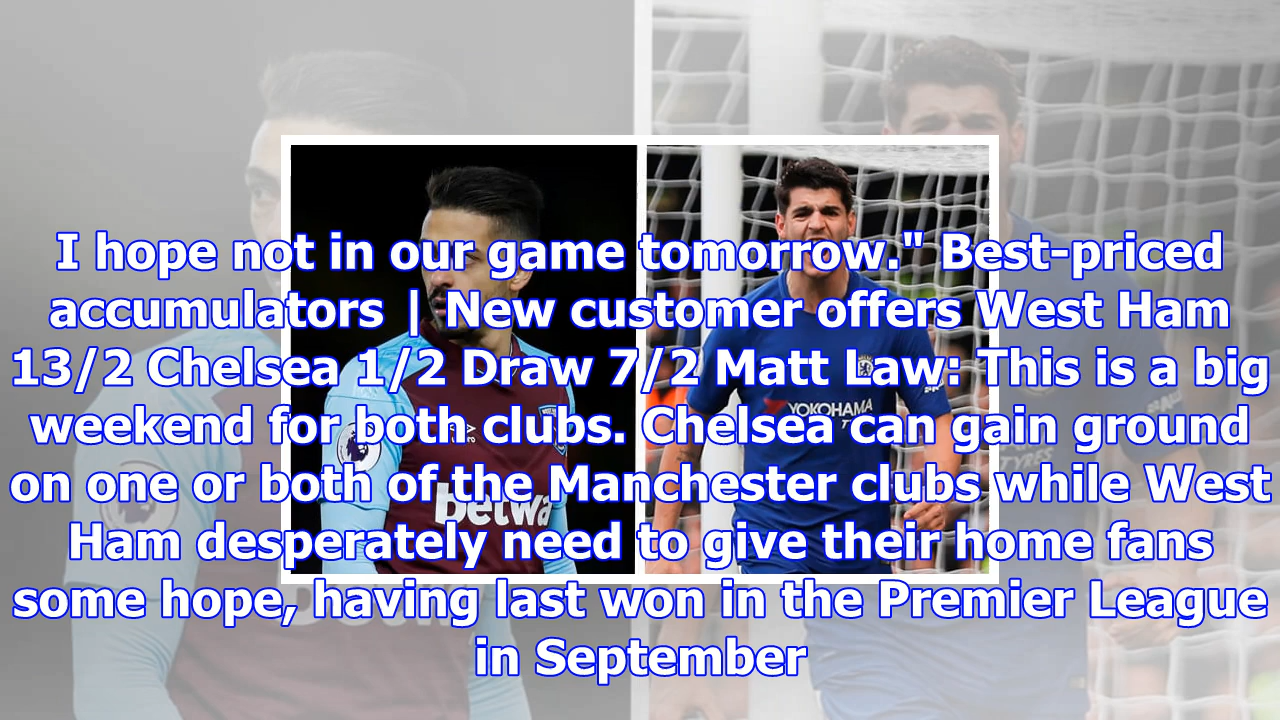 I hope not in our game tomorrow." Best-priced
accumulators | New customer offers West Ham
13/2 Chelsea 1/2 Draw 7/2 Matt Law: This is a big
weekend for both clubs. Chelsea can gain ground
on one or both of the Manchester clubs while West
Ham desperately need to give their home fans
some hope, having last won in the Premier League
in September
YOKOHAMA
betwa